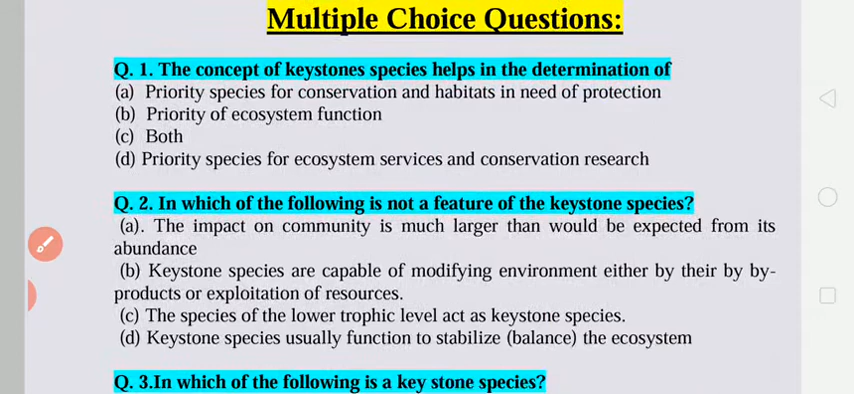 Multiple Choice Questions:
Q. 1. The concept of keystones species helps in the determination of
(a) Priority species for conservation and habitats in need of protection
(b) Priority of ecosystem function
(c) Both
(d) Priority species for ecosystem services and conservation research
Q. 2. In which of the following is not a feature of the keystone species?
(a). The impact on community is much larger than would be expected from its
abundance
(b) Keystone species are capable of modifying environment either by their by by-
products or exploitation of resources.
(c) The species of the lower trophic level act as keystone species.
(d) Keystone species usually function to stabilize (balance) the ecosystem
Q. 3.In which of the following is a key stone species?